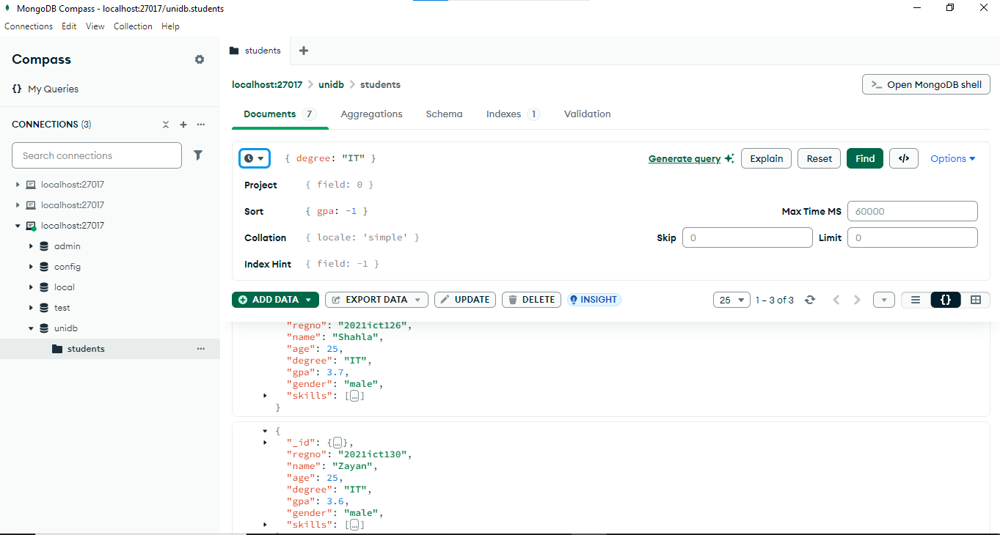 MongoDB Compass - localhost:27017/unidb.students
Connections Edit View Collection Help
Compass
{} My Queries
CONNECTIONS (3)
Search connections
localhost:27017
localhost:27017
localhost:27017
admin
config
local
test
unidb
students
students
localhost:27017 > unidb > students
>_ Open MongoDB shell
Documents 7 Aggregations Schema Indexes 1 Validation
{ degree: "IT" }
Generate query Explain Reset Find </> Options
Project { field: 0 }
Sort { gpa: -1 } Max Time MS 60000
Collation { locale: 'simple' } Skip 0 Limit 0
Index Hint { field: -1 }
ADD DATA EXPORT DATA UPDATE DELETE INSIGHT 25 1 – 3 of 3 {}
"regno": "2021ict126",
"name": "Shahla",
"age": 25,
"degree": "IT",
"gpa": 3.7,
"gender": "male",
"skills": […]
}
{
"_id": {…},
"regno": "2021ict130",
"name": "Zayan",
"age": 25,
"degree": "IT",
"gpa": 3.6,
"gender": "male",
"skills": […]